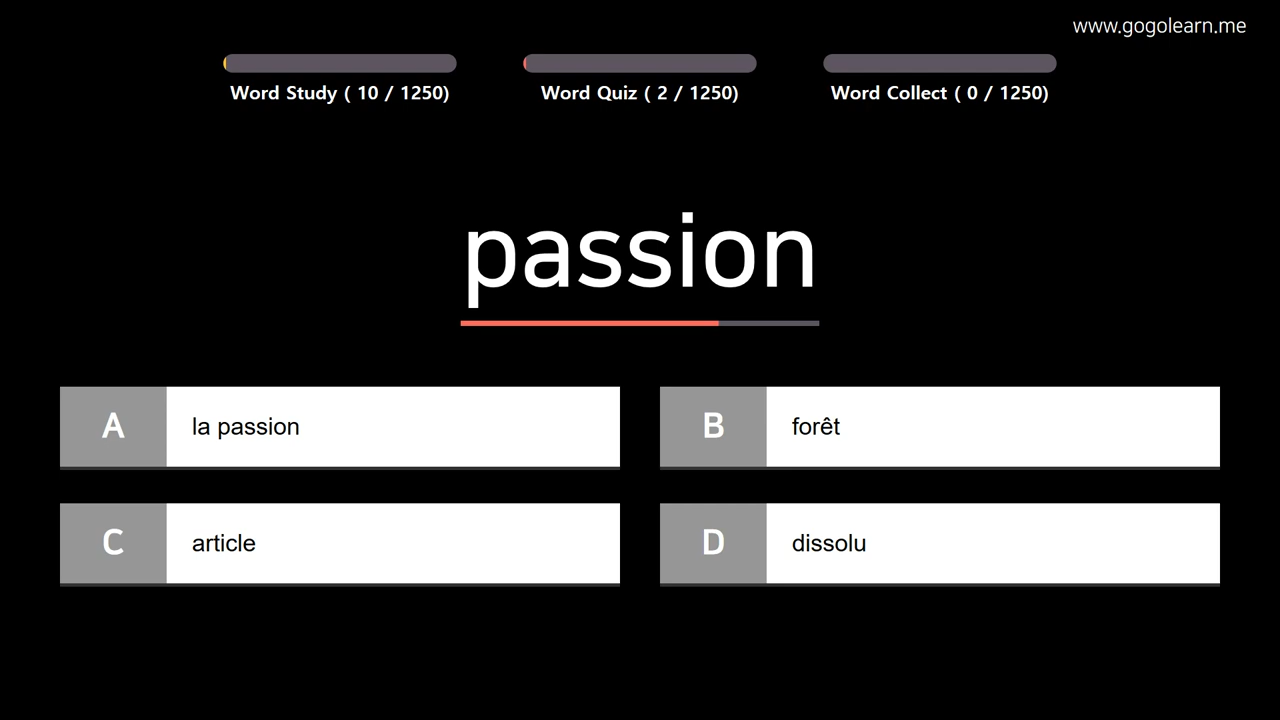 www.gogolearn.me
Word Study ( 10 / 1250)
Word Quiz ( 2 / 1250)
Word Collect ( 0 / 1250)
passion
A
la passion
B
forêt
C
article
D
dissolu